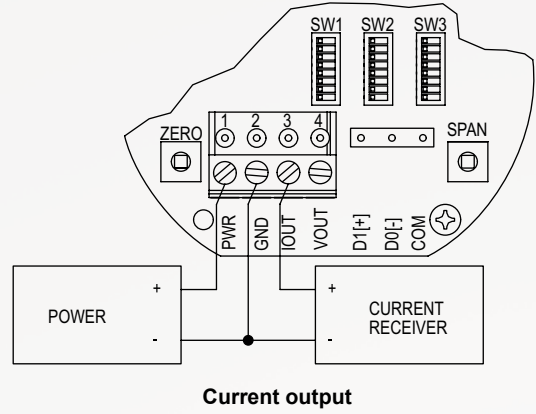 SW1 SW2 SW3
1 2 3 4
ZERO SPAN
PWR
GND
IOUT
VOUT
D1[+]
D0[-]
COM
+ +
POWER
CURRENT
RECEIVER
- -
Current output